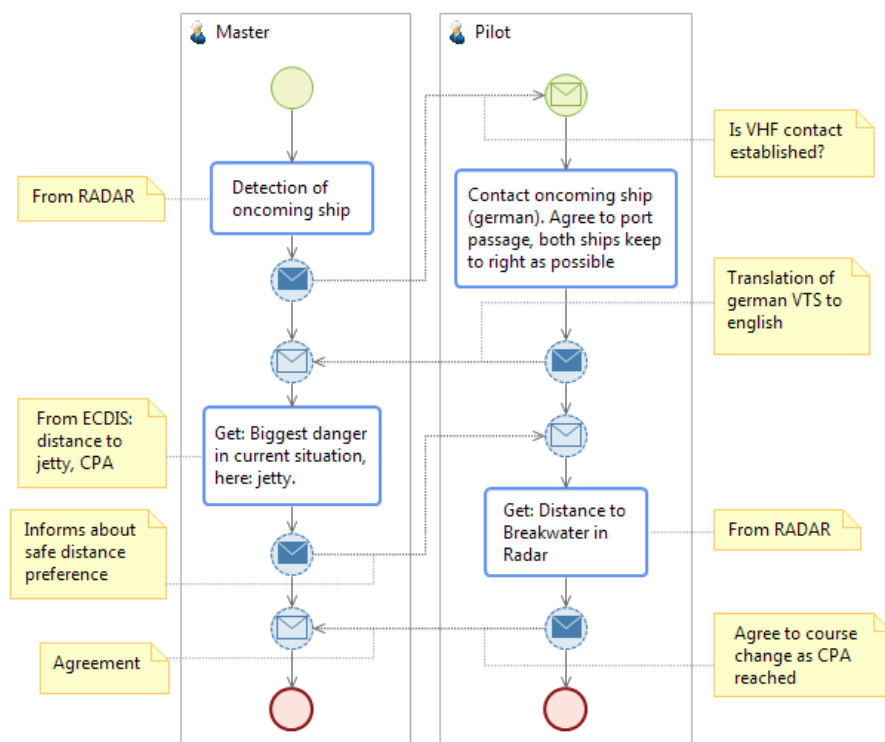 Master
Pilot
Is VHF contact
established?
From RADAR
Detection of
oncoming ship
Contact oncoming ship
(german). Agree to port
passage, both ships keep
to right as possible
Translation of
german VTS to
english
From ECDIS:
distance to
jetty, CPA
Get: Biggest danger
in current situation,
here: jetty.
Informs about
safe distance
preference
Get: Distance to
Breakwater in
Radar
From RADAR
Agreement
Agree to course
change as CPA
reached